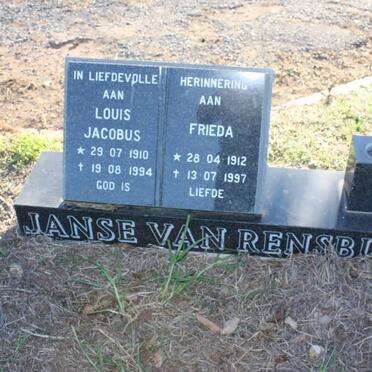 IN LIEFDEVOLLE
AAN
LOUIS
JACOBUS
★ 29·07·1910
✝ 19·08·1994
GOD IS
HERINNERING
AAN
FRIEDA
★ 28·04·1912
✝ 13·07·1997
LIEFDE
JANSE VAN RENSBU